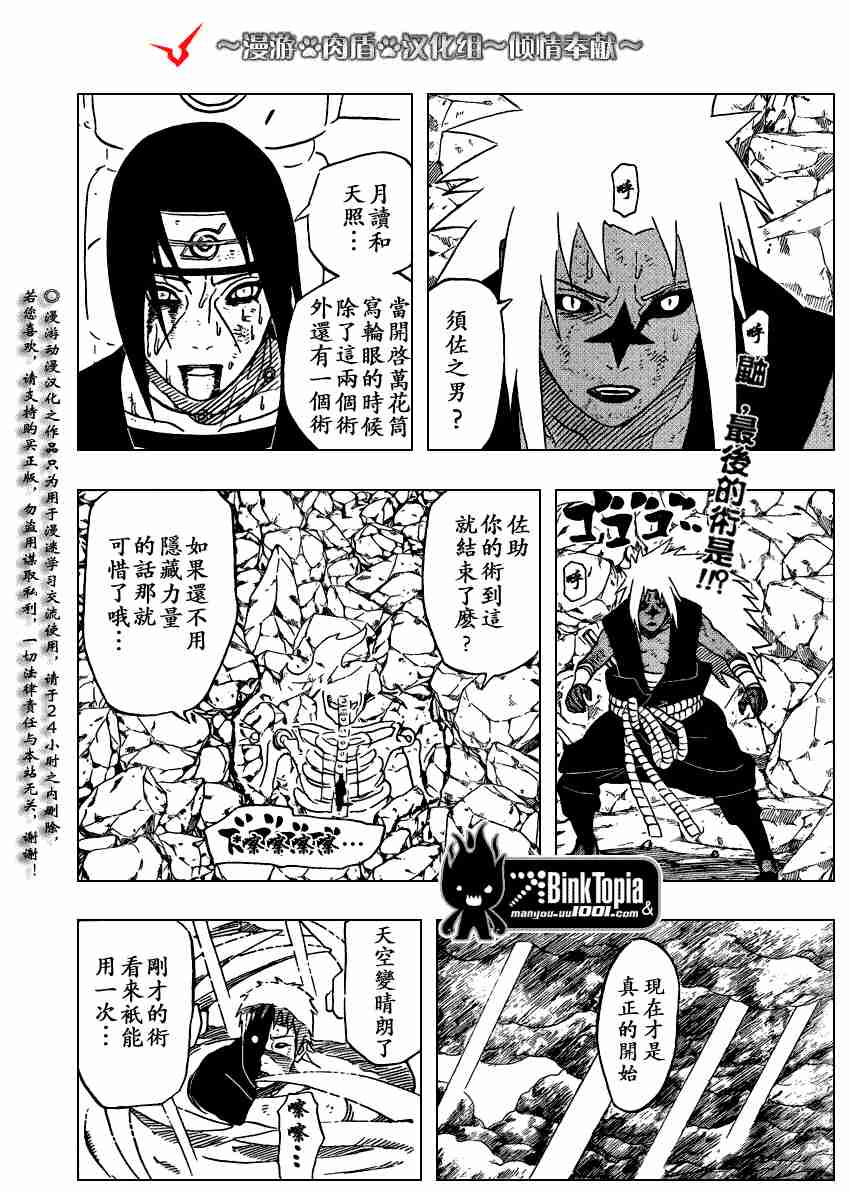 ～漫游 肉盾 汉化组～倾情奉献～
呼
須佐之男？
呼
鼬，最後的術是!!？
月讀和
天照…
當開啓萬花筒
寫輪眼的時候
除了這兩個術
外還有一個術
ゴゴゴ…
呼
佐助
你的術到這
就結束了麽？
如果還不用
隱藏力量
的話那就
可惜了哦…
嚓嚓嚓嚓…
BinkTopia
manyou-uu1001.com
&
現在才是
真正的開始
天空變晴朗了
剛才的術
看來衹能
用一次…
嚓嚓…
◎漫游动漫汉化之作品只为用于漫迷学习交流使用，请于24小时之内删除，
若您喜欢，请支持购买正版，勿盗用谋取私利，一切法律责任与本站无关，谢谢！